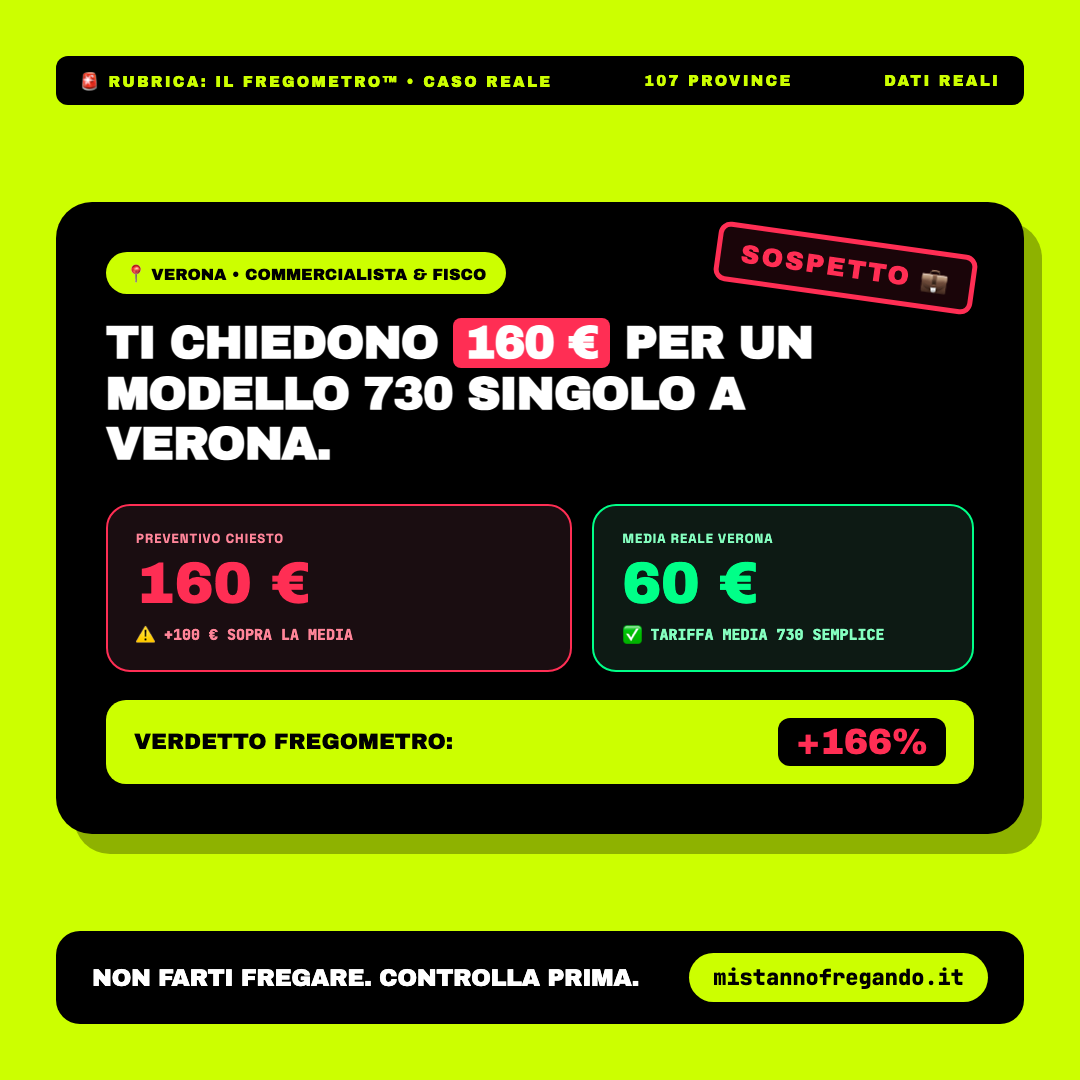 🚨 RUBRICA: IL FREGOMETRO™ • CASO REALE
107 PROVINCE
DATI REALI
SOSPETTO 💼
📍 VERONA • COMMERCIALISTA & FISCO
TI CHIEDONO 160 € PER UN
MODELLO 730 SINGOLO A
VERONA.
PREVENTIVO CHIESTO
160 €
⚠️ +100 € SOPRA LA MEDIA
MEDIA REALE VERONA
60 €
✅ TARIFFA MEDIA 730 SEMPLICE
VERDETTO FREGOMETRO:
+166%
NON FARTI FREGARE. CONTROLLA PRIMA.
mistannofregando.it